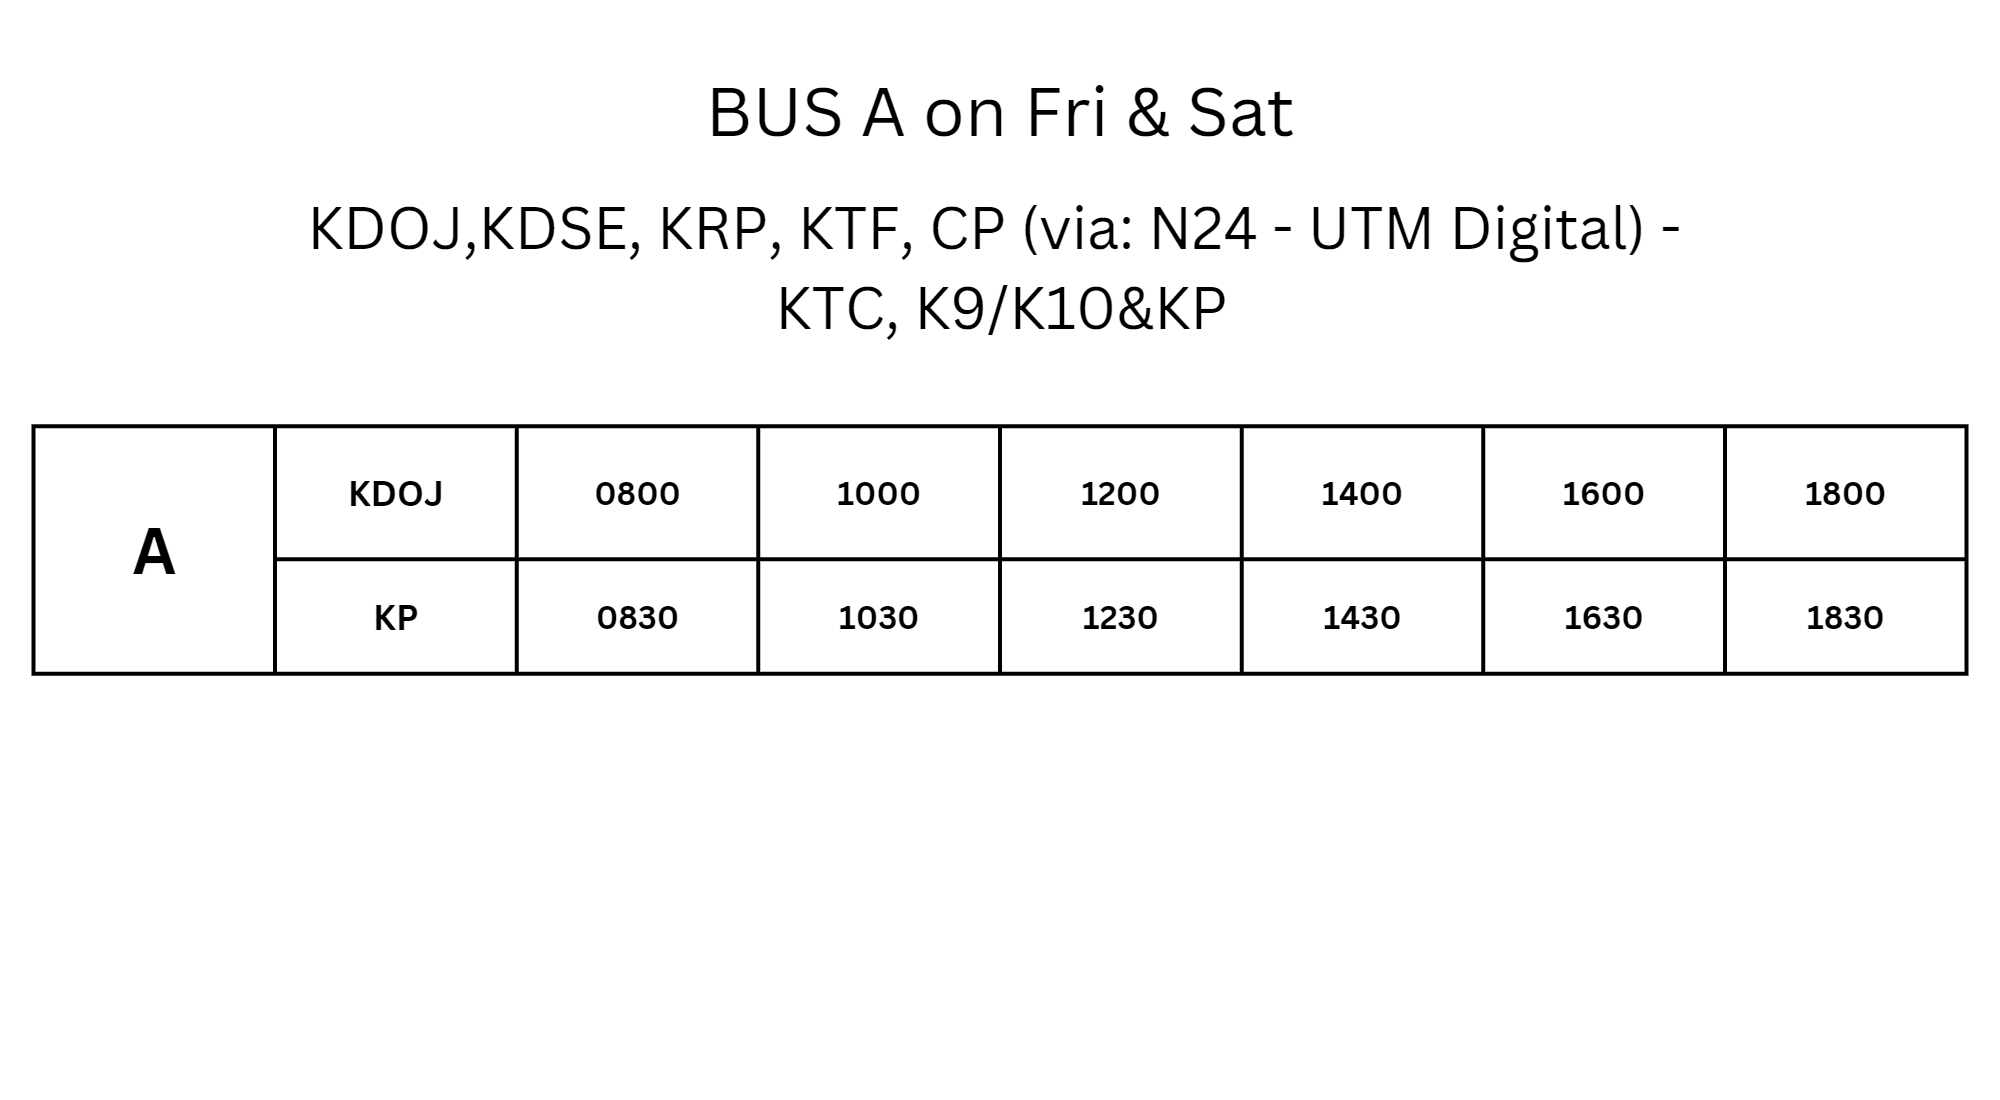 BUS A on Fri & Sat
KDOJ,KDSE, KRP, KTF, CP (via: N24 - UTM Digital) -
KTC, K9/K10&KP
A
KDOJ 0800 1000 1200 1400 1600 1800
KP 0830 1030 1230 1430 1630 1830